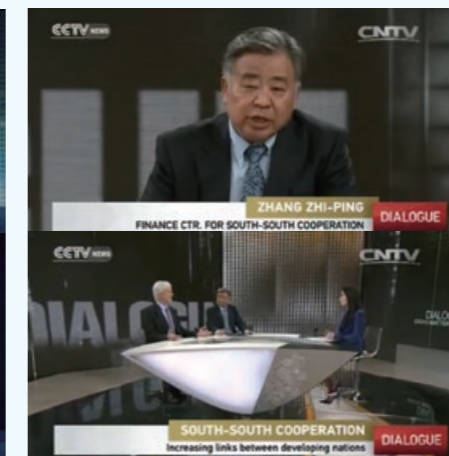 CCTV NEWS
CNTV
ZHANG ZHI-PING
FINANCE CTR. FOR SOUTH-SOUTH COOPERATION
DIALOGUE
CCTV NEWS
CNTV
DIALOGUE
DIALOG
SOUTH-SOUTH COOPERATION
Increasing links between developing nations
DIALOGUE